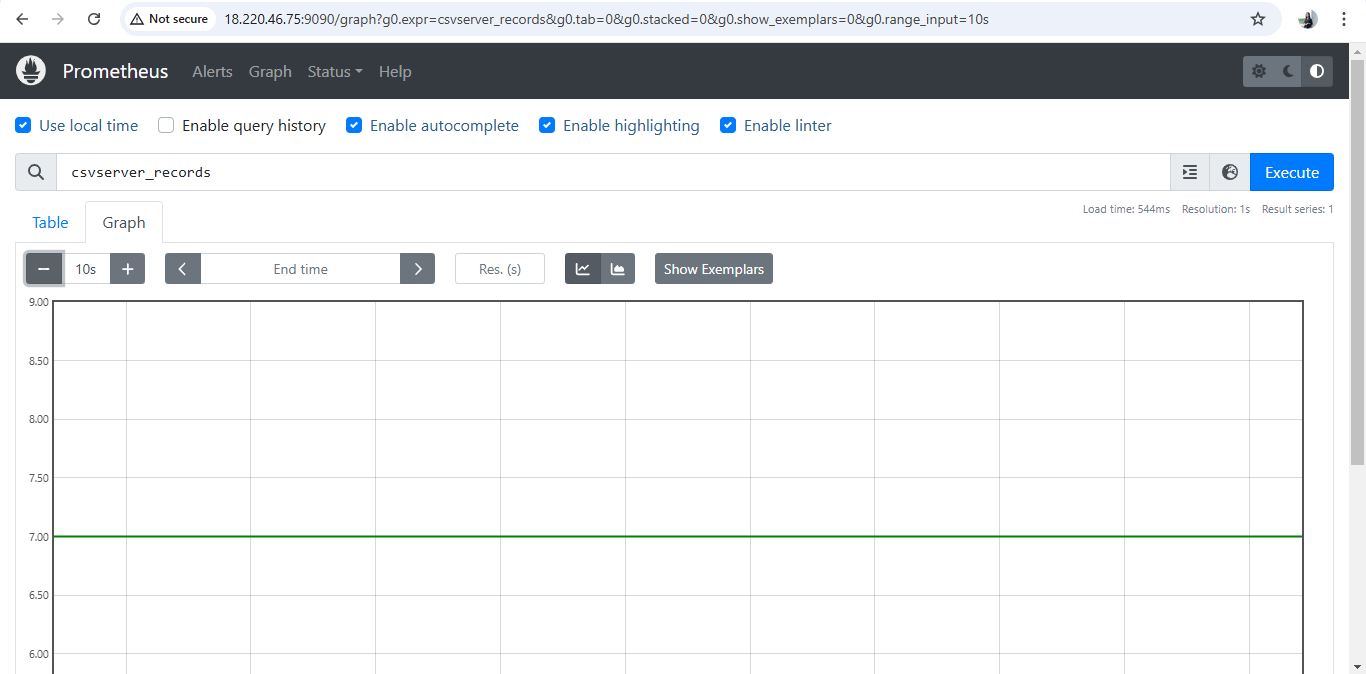 Not secure 18.220.46.75:9090/graph?g0.expr=csvserver_records&g0.tab=0&g0.stacked=0&g0.show_exemplars=0&g0.range_input=10s
Prometheus Alerts Graph Status Help
Use local time Enable query history Enable autocomplete Enable highlighting Enable linter
csvserver_records Execute
Load time: 544ms Resolution: 1s Result series: 1
Table Graph
10s End time Res. (s) Show Exemplars
9.00
8.50
8.00
7.50
7.00
6.50
6.00